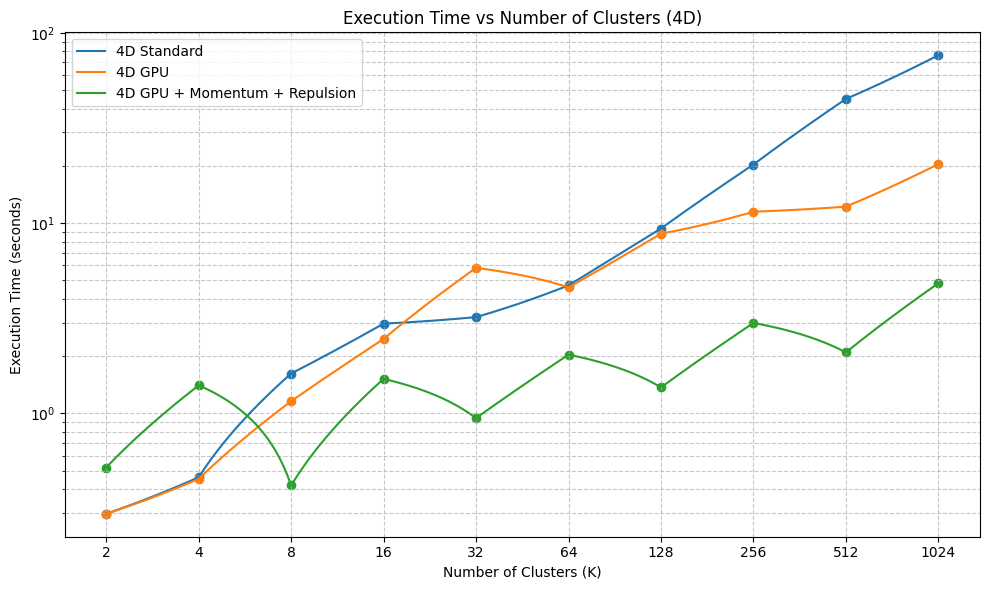 Execution Time vs Number of Clusters (4D)
4D Standard
4D GPU
4D GPU + Momentum + Repulsion
Execution Time (seconds)
10²
10¹
10⁰
2 4 8 16 32 64 128 256 512 1024
Number of Clusters (K)